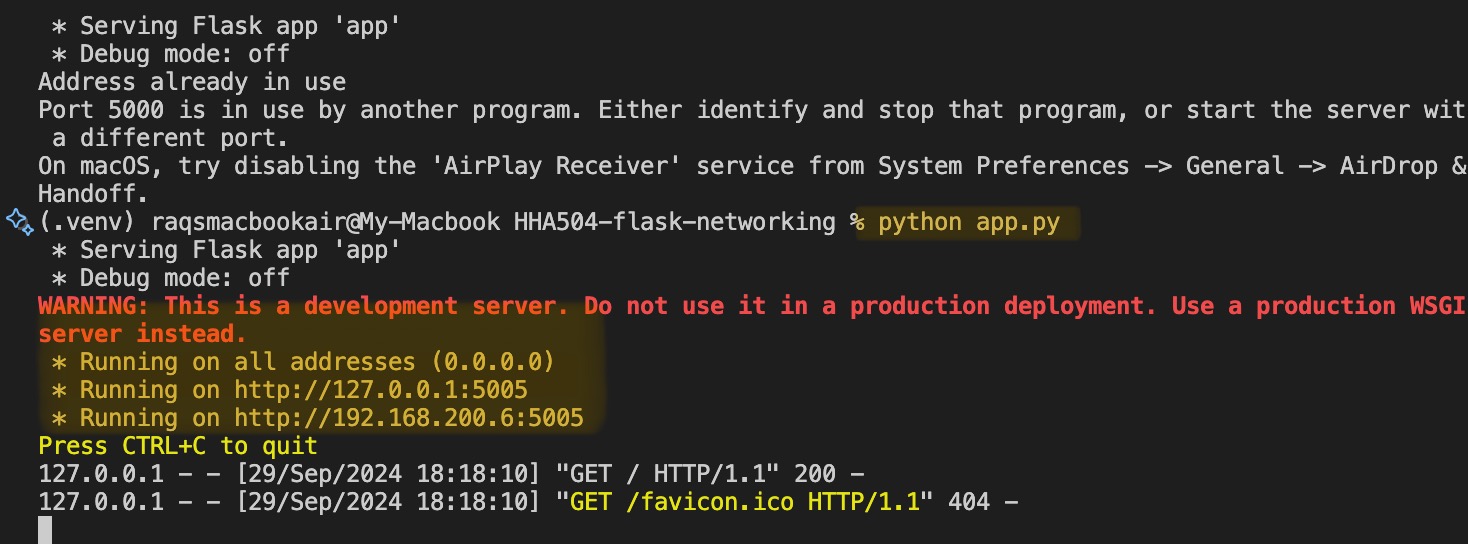 * Serving Flask app 'app'
* Debug mode: off
Address already in use
Port 5000 is in use by another program. Either identify and stop that program, or start the server wit
a different port.
On macOS, try disabling the 'AirPlay Receiver' service from System Preferences -> General -> AirDrop &
Handoff.
(.venv) raqsmacbookair@My-Macbook HHA504-flask-networking % python app.py
* Serving Flask app 'app'
* Debug mode: off
WARNING: This is a development server. Do not use it in a production deployment. Use a production WSGI
server instead.
* Running on all addresses (0.0.0.0)
* Running on http://127.0.0.1:5005
* Running on http://192.168.200.6:5005
Press CTRL+C to quit
127.0.0.1 - - [29/Sep/2024 18:18:10] "GET / HTTP/1.1" 200 -
127.0.0.1 - - [29/Sep/2024 18:18:10] "GET /favicon.ico HTTP/1.1" 404 -